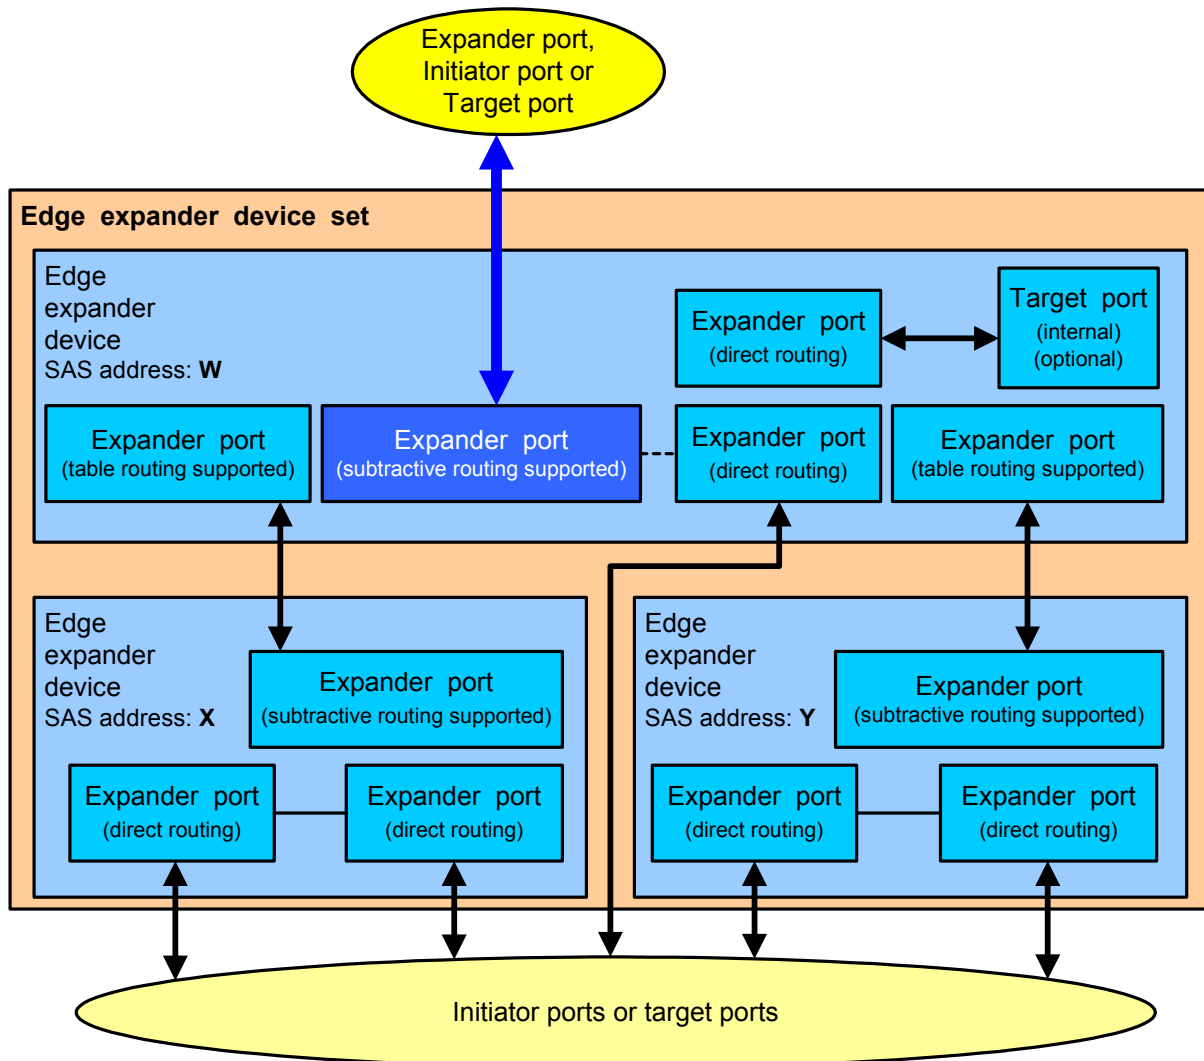 Expander port,
Initiator port or
Target port
Edge expander device set
Edge
expander
device
SAS address: W
Expander port
(direct routing)
Target port
(internal)
(optional)
Expander port
(table routing supported)
Expander port
(subtractive routing supported)
Expander port
(direct routing)
Expander port
(table routing supported)
Edge
expander
device
SAS address: X
Expander port
(subtractive routing supported)
Expander port
(direct routing)
Expander port
(direct routing)
Edge
expander
device
SAS address: Y
Expander port
(subtractive routing supported)
Expander port
(direct routing)
Expander port
(direct routing)
Initiator ports or target ports